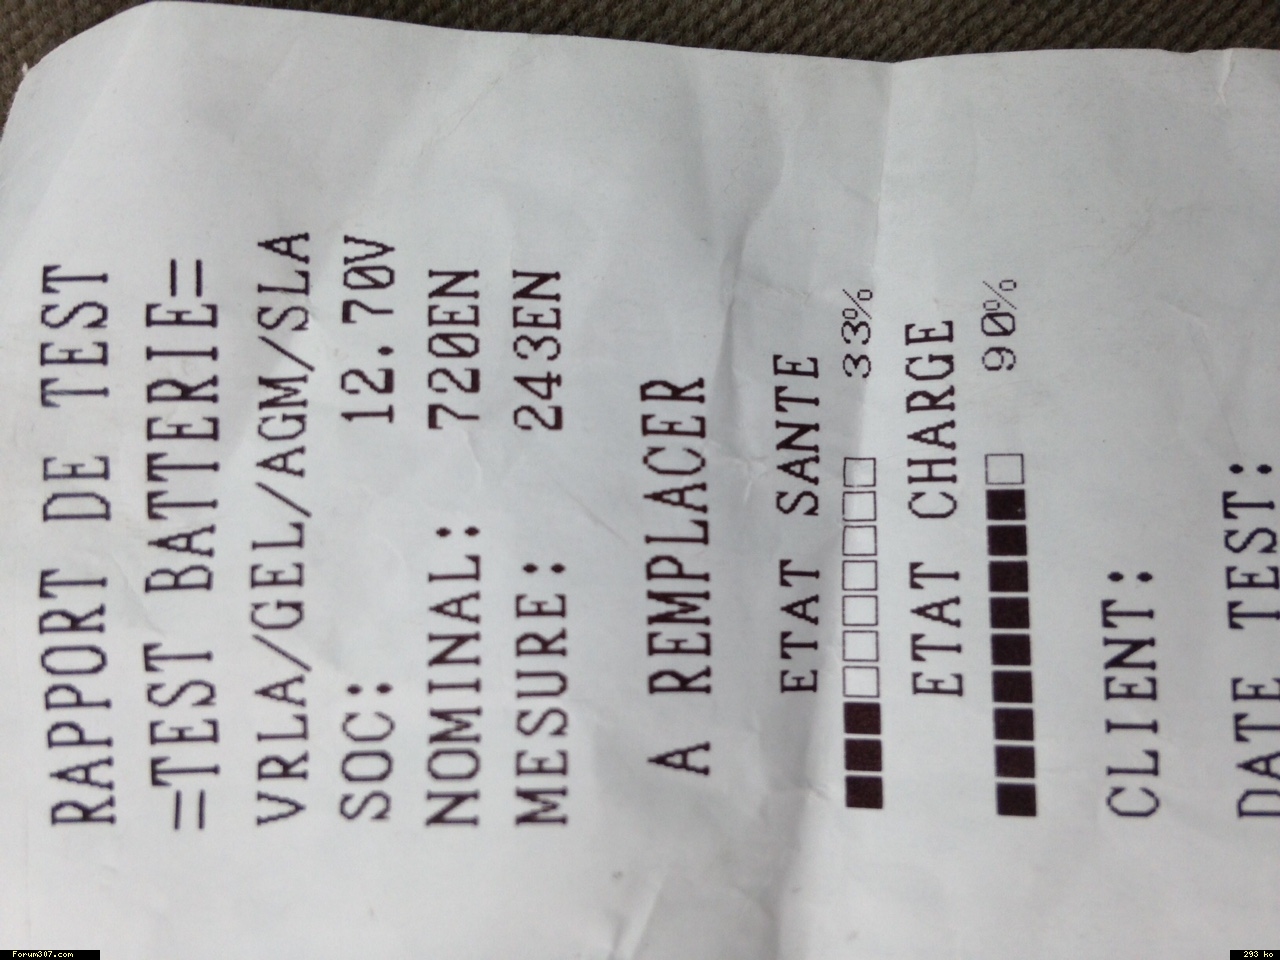 RAPPORT DE TEST
=TEST BATTERIE=
VRLA/GEL/AGM/SLA
SOC: 12.70V
NOMINAL: 720EN
MESURE: 243EN
A REMPLACER
ETAT SANTE
33%
ETAT CHARGE
90%
CLIENT:
DATE TEST:
Forum307.com
293 ko